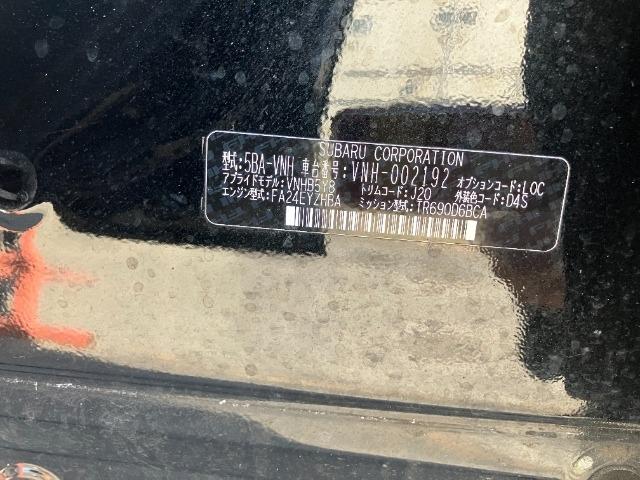 SUBARU CORPORATION
型式:5BA-VNH 車台番号:VNH-002192
アプライドモデル:VNHB5Y8 トリムコード:J20 オプションコード:LOC
エンジン型式:FA24EYZHBA ミッション型式:TR690D6BCA 外装色コード:D4S